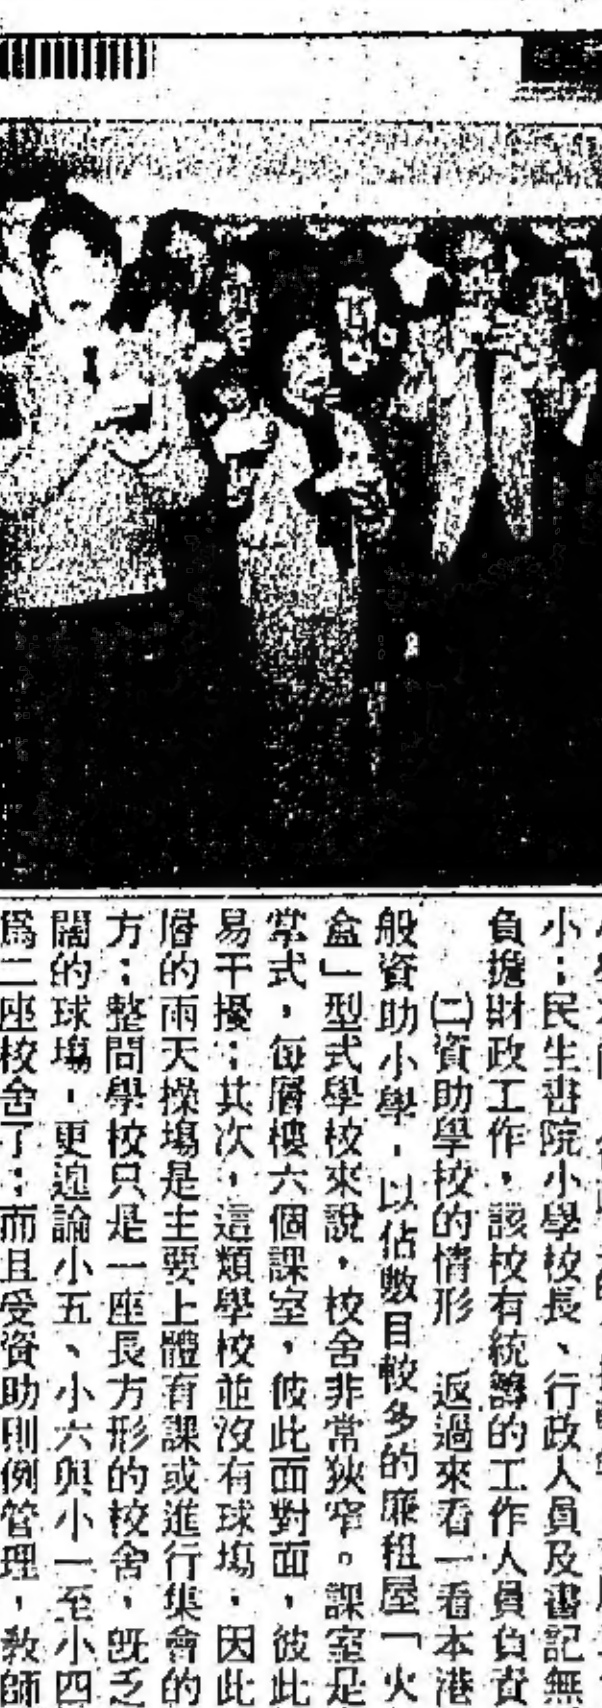 小；民生書院小學校長、行政人員及書記無
負擔財政工作，該校有統籌的工作人員負責
㈡資助學校的情形　返過來看一看本港
般資助小學，以佔數目較多的廉租屋「火
盒」型式學校來說，校舍非常狹窄。課室是
掌式，每層樓六個課室，彼此面對面，彼此
易干擾；其次，這類學校並沒有球塲，因此
層的雨天操場是主要上體育課或進行集會的
方；整間學校只是一座長方形的校舍，旣乏
闊的球塲，更遑論小五、小六與小一至小四
爲二座校舍了；而且受資助則例管理，教師